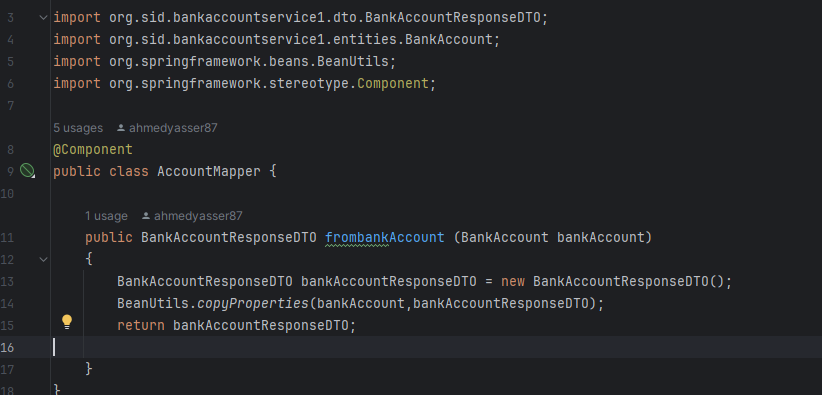 3 import org.sid.bankaccountservice1.dto.BankAccountResponseDTO;
4 import org.sid.bankaccountservice1.entities.BankAccount;
5 import org.springframework.beans.BeanUtils;
6 import org.springframework.stereotype.Component;
7
5 usages ahmedyasser87
8 @Component
9 public class AccountMapper {
10
1 usage ahmedyasser87
11 public BankAccountResponseDTO frombankAccount (BankAccount bankAccount)
12 {
13 BankAccountResponseDTO bankAccountResponseDTO = new BankAccountResponseDTO();
14 BeanUtils.copyProperties(bankAccount,bankAccountResponseDTO);
15 return bankAccountResponseDTO;
16
17 }
18 }